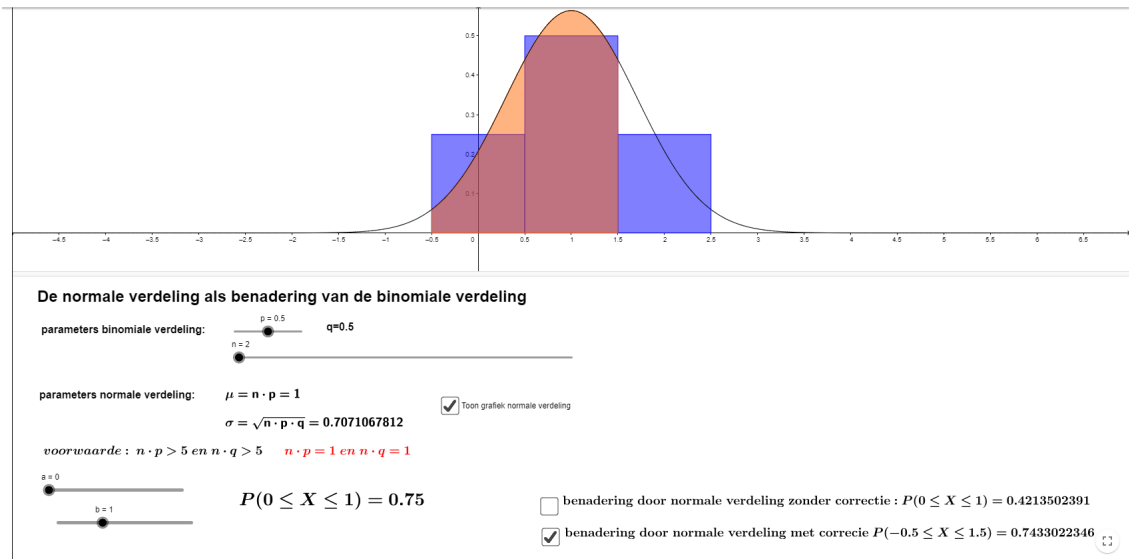 0.5
0.4
0.3
0.2
0.1
−4.5 −4 −3.5 −3 −2.5 −2 −1.5 −1 −0.5 0 0.5 1 1.5 2 2.5 3 3.5 4 4.5 5 5.5 6 6.5
De normale verdeling als benadering van de binomiale verdeling
p = 0.5
parameters binomiale verdeling: q=0.5
n = 2
parameters normale verdeling: μ = n · p = 1
Toon grafiek normale verdeling
σ = √n · p · q = 0.7071067812
voorwaarde : n · p > 5 en n · q > 5 n · p = 1 en n · q = 1
a = 0
P(0 ≤ X ≤ 1) = 0.75
benadering door normale verdeling zonder correctie : P(0 ≤ X ≤ 1) = 0.4213502391
b = 1
benadering door normale verdeling met correcie P(−0.5 ≤ X ≤ 1.5) = 0.7433022346